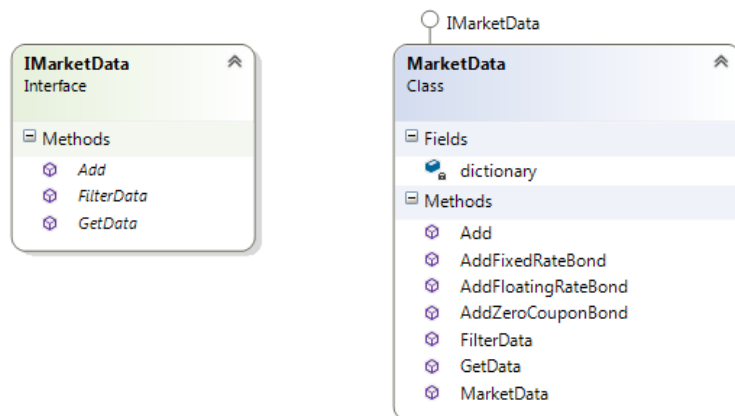 IMarketData
Interface
Methods
Add
FilterData
GetData
IMarketData
MarketData
Class
Fields
dictionary
Methods
Add
AddFixedRateBond
AddFloatingRateBond
AddZeroCouponBond
FilterData
GetData
MarketData